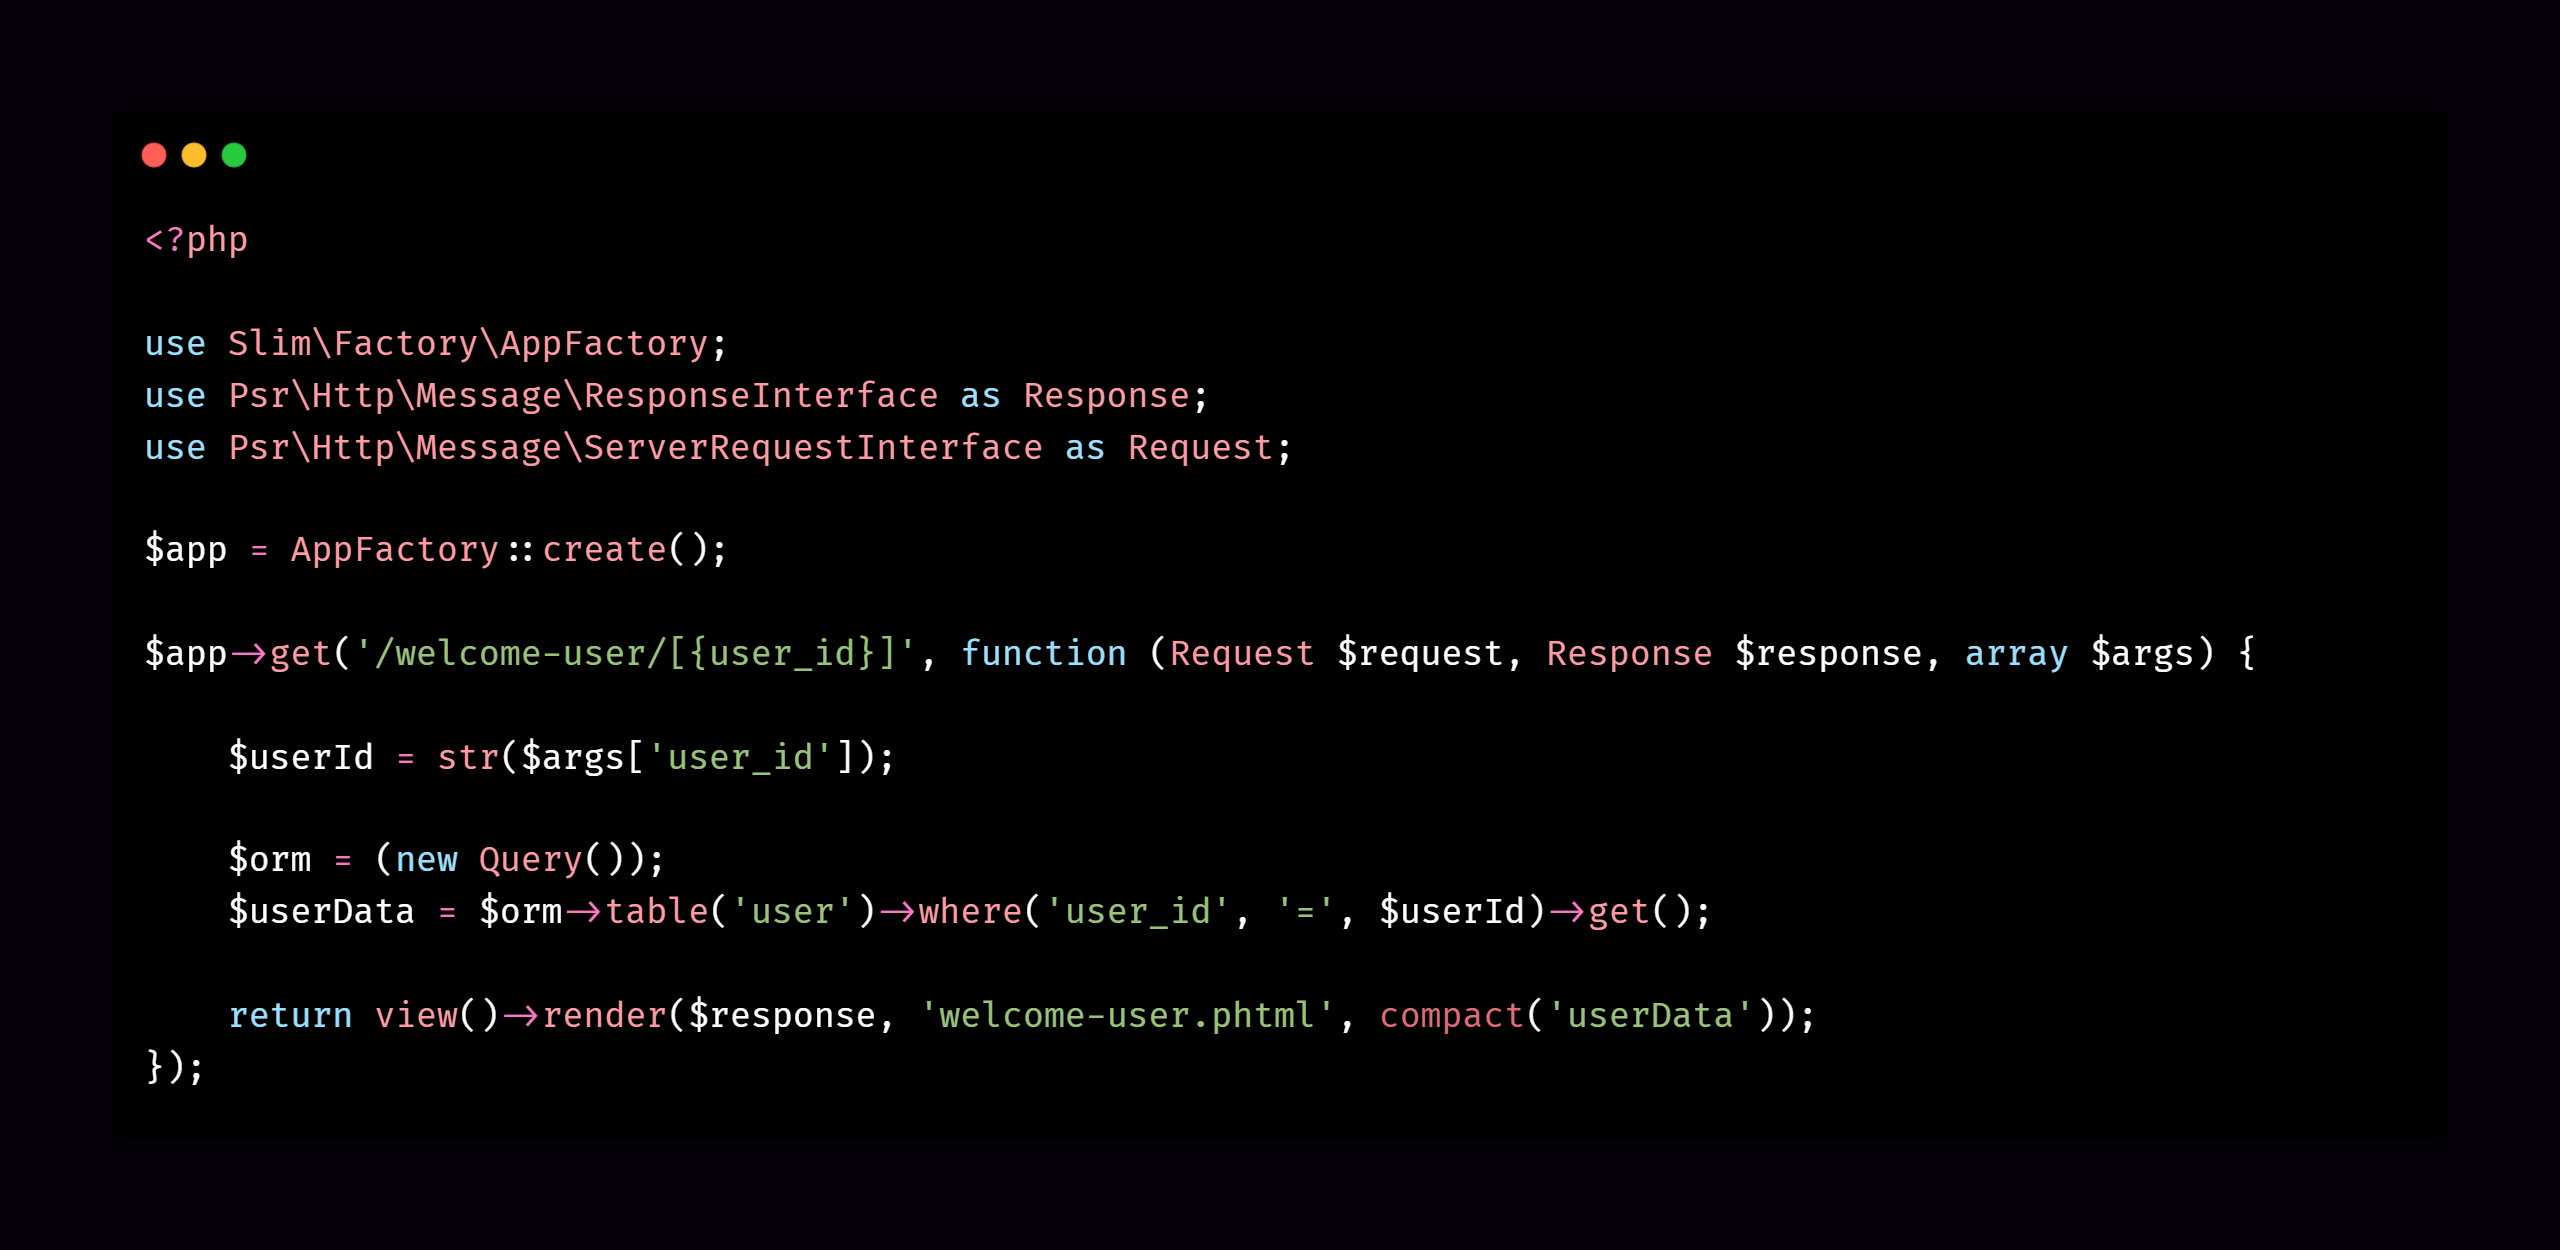 <?php
use Slim\Factory\AppFactory;
use Psr\Http\Message\ResponseInterface as Response;
use Psr\Http\Message\ServerRequestInterface as Request;
$app = AppFactory::create();
$app->get('/welcome-user/[{user_id}]', function (Request $request, Response $response, array $args) {
    $userId = str($args['user_id']);
    $orm = (new Query());
    $userData = $orm->table('user')->where('user_id', '=', $userId)->get();
    return view()->render($response, 'welcome-user.phtml', compact('userData'));
});